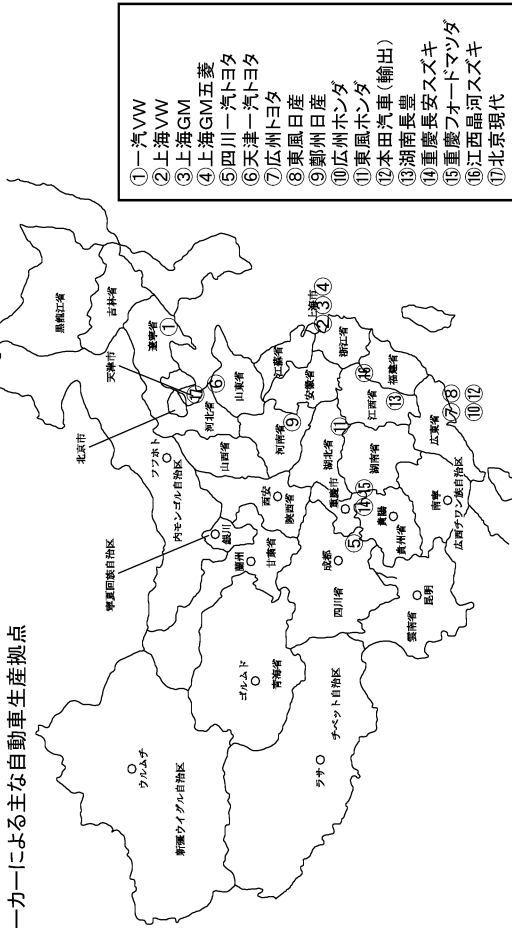 ーカーによる主な自動車生産拠点
①一汽VW
②上海VW
③上海GM
④上海GM五菱
⑤四川一汽トヨタ
⑥天津一汽トヨタ
⑦広州トヨタ
⑧東風日産
⑨鄭州日産
⑩広州ホンダ
⑪東風ホンダ
⑫本田汽車(輸出)
⑬湖南長豊
⑭重慶長安スズキ
⑮重慶フォードマツダ
⑯江西晶河スズキ
⑰北京現代
黒龍江省
吉林省
遼寧省
①
天津市
北京市
⑰
⑥
河北省
フフホト
内モンゴル自治区
寧夏回族自治区
銀川
山西省
山東省
西安
陝西省
蘭州
甘粛省
河南省
⑨
江蘇省
安徽省
上海市
②③④
浙江省
ウルムチ
新疆ウイグル自治区
ゴルムド
青海省
ラサ
チベット自治区
成都
四川省
⑤
重慶市
⑭⑮
湖北省
⑪
湖南省
江西省
⑯
⑬
福建省
貴陽
貴州省
昆明
雲南省
南寧
広西チワン族自治区
広東省
⑦⑧
⑩⑫